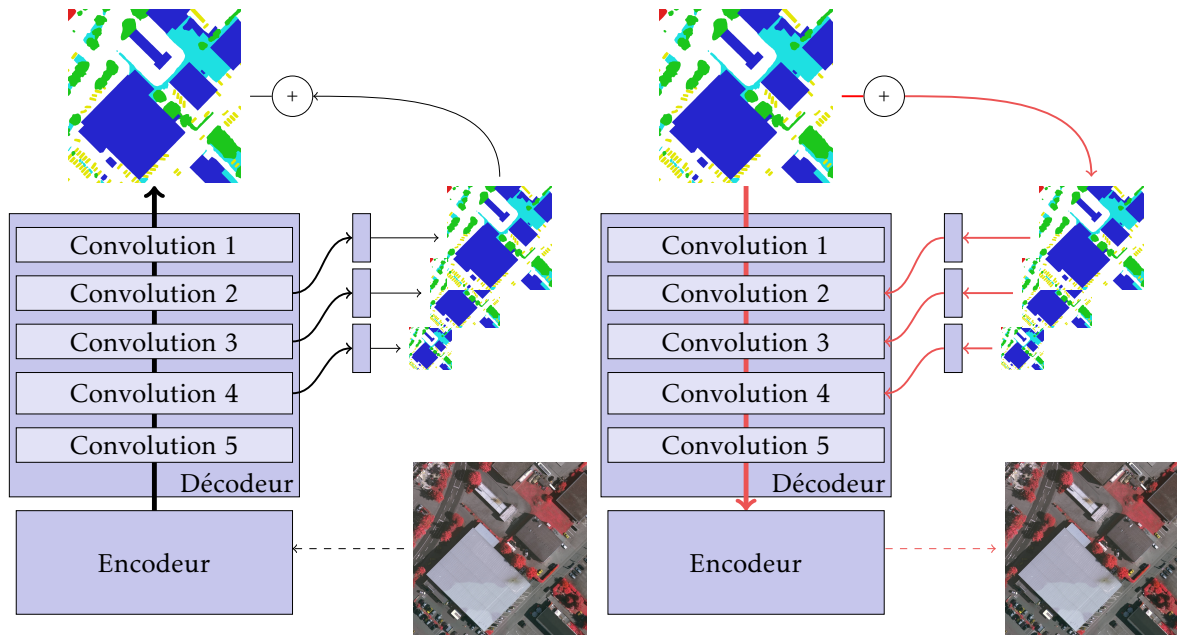 +
Convolution 1
Convolution 2
Convolution 3
Convolution 4
Convolution 5
Décodeur
Encodeur
+
Convolution 1
Convolution 2
Convolution 3
Convolution 4
Convolution 5
Décodeur
Encodeur